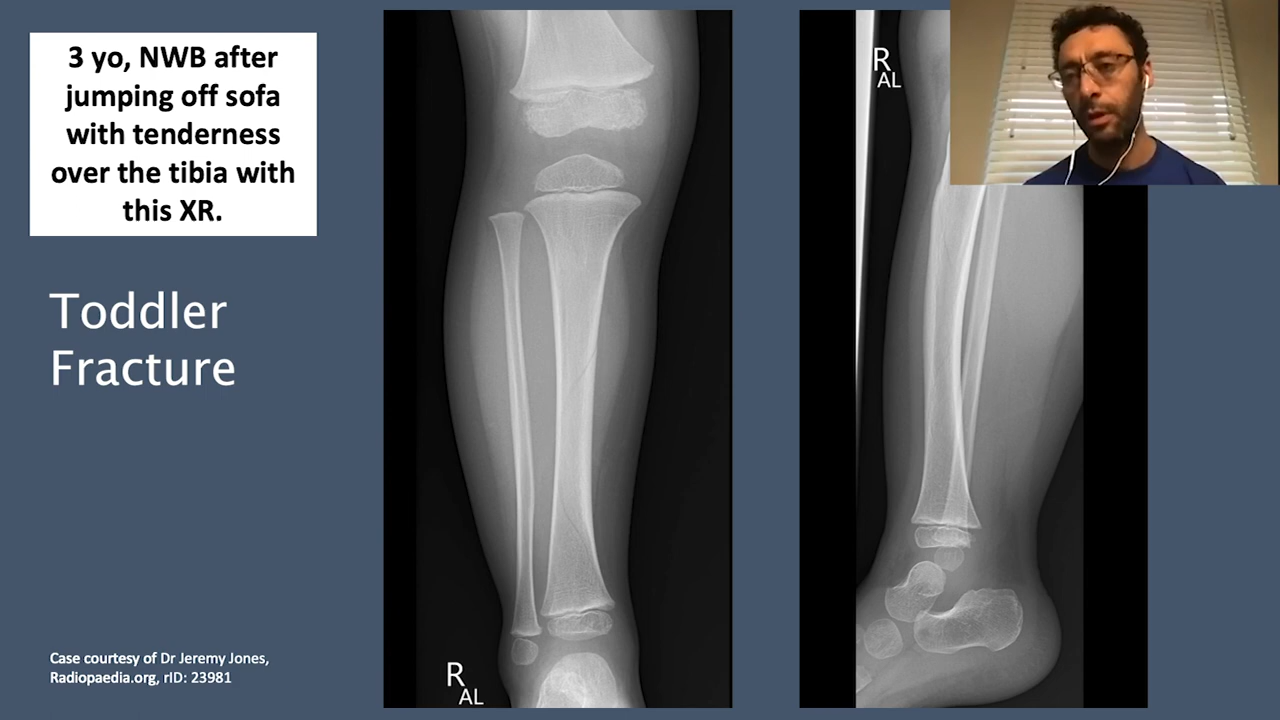 3 yo, NWB after
jumping off sofa
with tenderness
over the tibia with
this XR.
Toddler
Fracture
Case courtesy of Dr Jeremy Jones,
Radiopaedia.org, rID: 23981
R
AL
R
AL